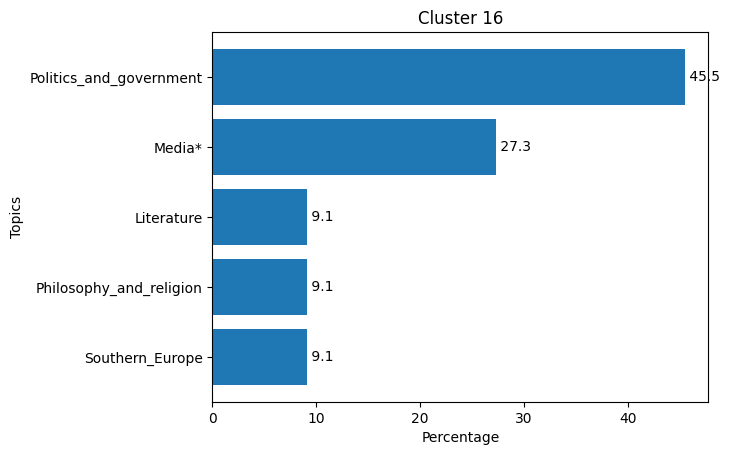 Cluster 16
Topics
Politics_and_government 45.5
Media* 27.3
Literature 9.1
Philosophy_and_religion 9.1
Southern_Europe 9.1
0 10 20 30 40
Percentage